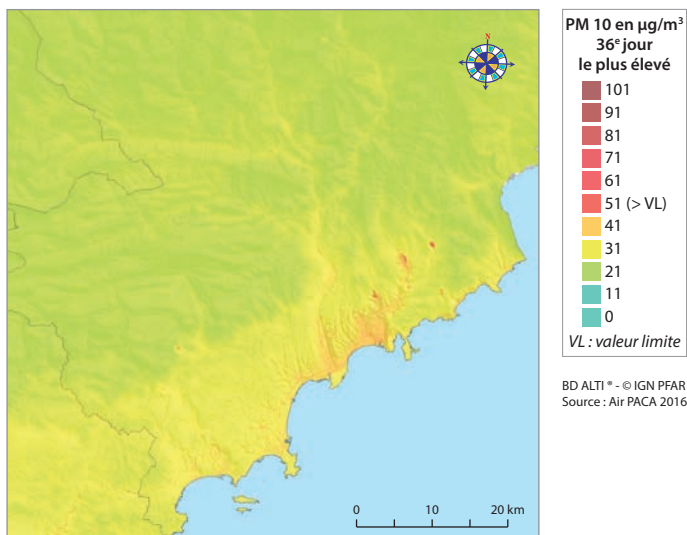 N
0 10 20 km
PM 10 en µg/m³
36ᵉ jour
le plus élevé
101
91
81
71
61
51 (> VL)
41
31
21
11
0
VL : valeur limite
BD ALTI ® - © IGN PFAR
Source : Air PACA 2016